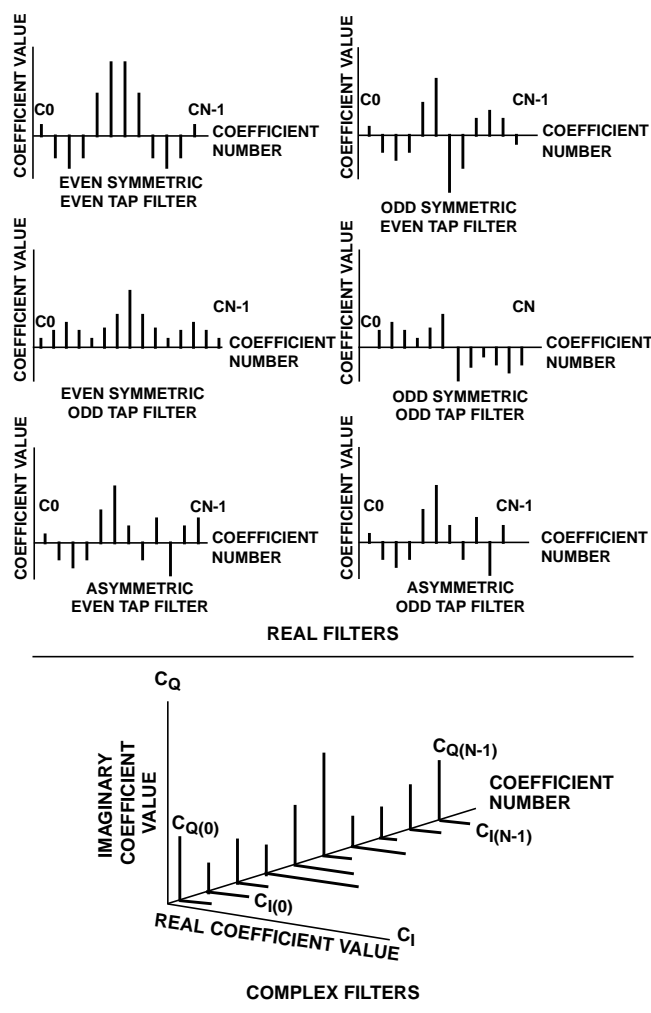 COEFFICIENT VALUE
C0
CN-1
COEFFICIENT
NUMBER
EVEN SYMMETRIC
EVEN TAP FILTER
COEFFICIENT VALUE
C0
CN-1
COEFFICIENT
NUMBER
ODD SYMMETRIC
EVEN TAP FILTER
COEFFICIENT VALUE
C0
CN-1
COEFFICIENT
NUMBER
EVEN SYMMETRIC
ODD TAP FILTER
COEFFICIENT VALUE
C0
CN
COEFFICIENT
NUMBER
ODD SYMMETRIC
ODD TAP FILTER
COEFFICIENT VALUE
C0
CN-1
COEFFICIENT
NUMBER
ASYMMETRIC
EVEN TAP FILTER
COEFFICIENT VALUE
C0
CN-1
COEFFICIENT
NUMBER
ASYMMETRIC
ODD TAP FILTER
REAL FILTERS
CQ
IMAGINARY
COEFFICIENT
VALUE
CQ(0)
CQ(N-1)
COEFFICIENT
NUMBER
CI(N-1)
CI(0)
REAL COEFFICIENT VALUE
CI
COMPLEX FILTERS